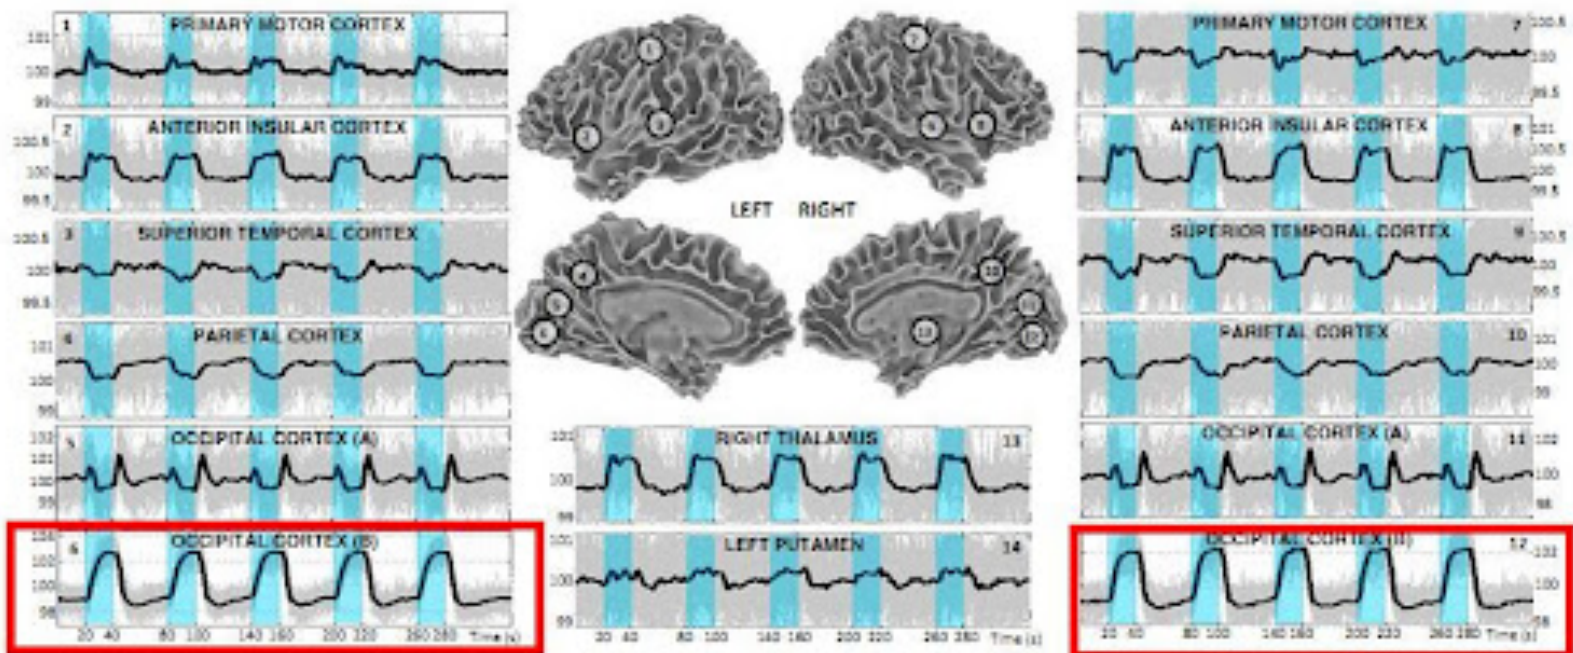 1 PRIMARY MOTOR CORTEX
101
100
99
2 ANTERIOR INSULAR CORTEX
100.5
100
99.5
3 SUPERIOR TEMPORAL CORTEX
100.5
100
99.5
PARIETAL CORTEX
101
100
99
5 OCCIPITAL CORTEX (A)
101
100
99
6 OCCIPITAL CORTEX (B)
102
100
98
20 40 80 100 140 160 200 220 260 280 Time (s)
LEFT RIGHT
RIGHT THALAMUS 13
101
100
99
LEFT PUTAMEN 14
101
100
99
20 40 80 100 140 160 200 220 260 280 Time (s)
PRIMARY MOTOR CORTEX 7
100.5
100
99.5
ANTERIOR INSULAR CORTEX 8
101
100.5
100
99.5
SUPERIOR TEMPORAL CORTEX 9
100.5
100
99.5
PARIETAL CORTEX 10
101
100
99
OCCIPITAL CORTEX (A) 11
102
100
98
OCCIPITAL CORTEX 12
100
98
20 40 80 100 140 160 200 220 260 280 Time (s)